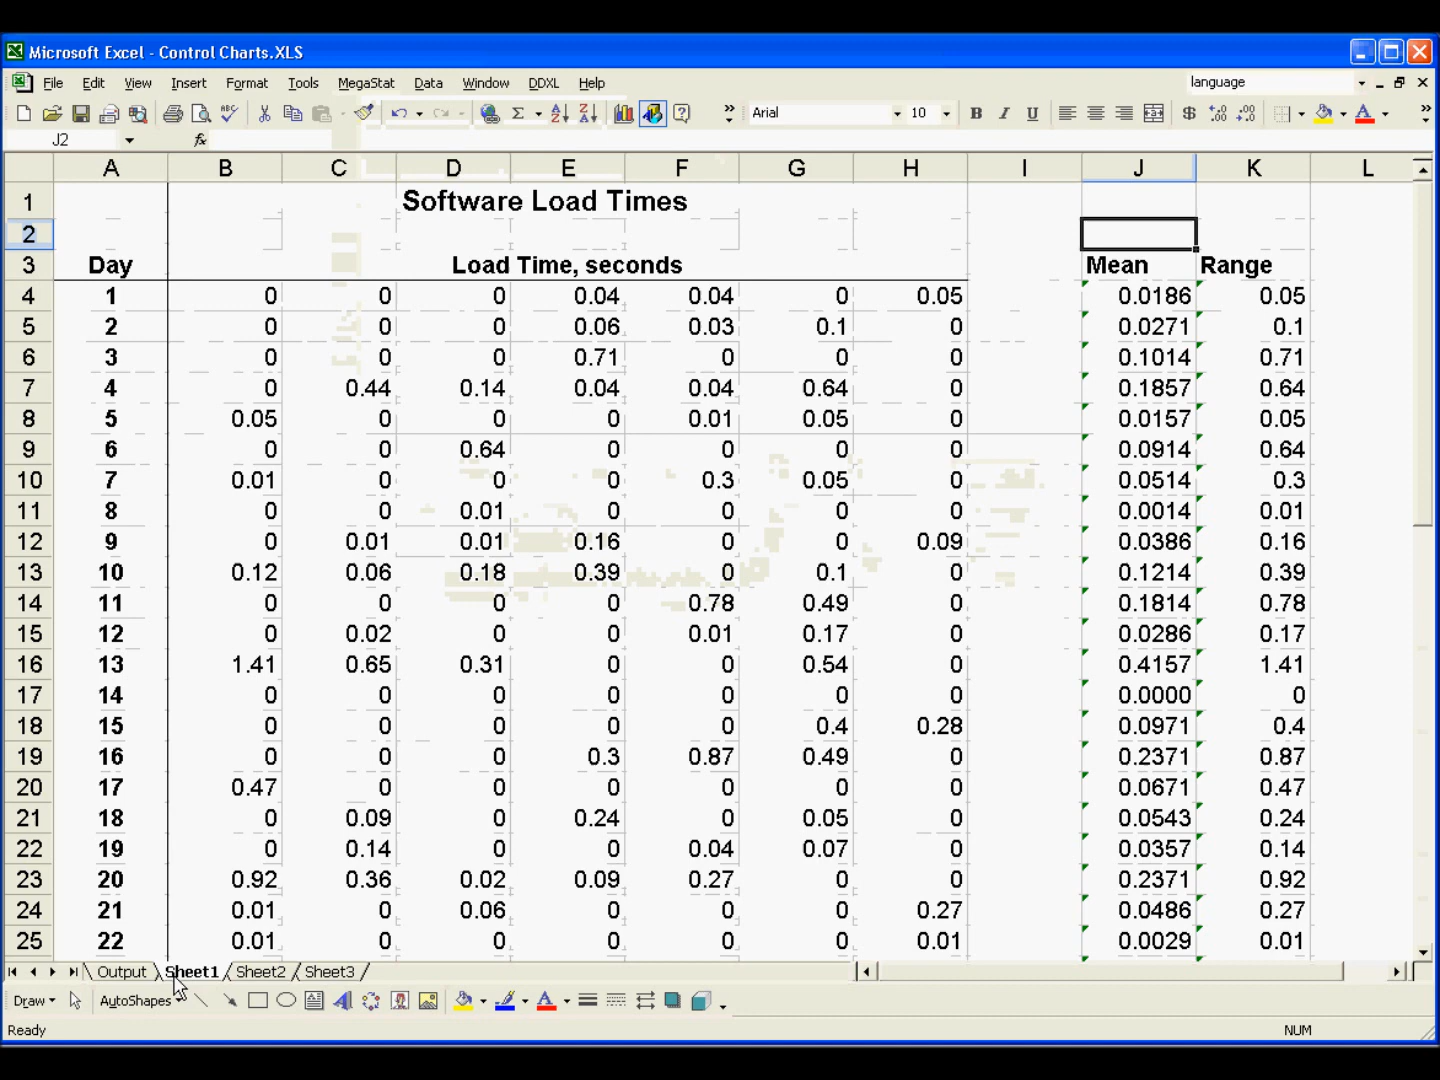 Microsoft Excel - Control Charts.XLS
File Edit View Insert Format Tools MegaStat Data Window DDXL Help language
Arial 10 B I U $
J2 fx
A B C D E F G H I J K L
1 Software Load Times
2
3 Day Load Time, seconds Mean Range
4 1 0 0 0 0.04 0.04 0 0.05 0.0186 0.05
5 2 0 0 0 0.06 0.03 0.1 0 0.0271 0.1
6 3 0 0 0 0.71 0 0 0 0.1014 0.71
7 4 0 0.44 0.14 0.04 0.04 0.64 0 0.1857 0.64
8 5 0.05 0 0 0 0.01 0.05 0 0.0157 0.05
9 6 0 0 0.64 0 0 0 0 0.0914 0.64
10 7 0.01 0 0 0 0.3 0.05 0 0.0514 0.3
11 8 0 0 0.01 0 0 0 0 0.0014 0.01
12 9 0 0.01 0.01 0.16 0 0 0.09 0.0386 0.16
13 10 0.12 0.06 0.18 0.39 0 0.1 0 0.1214 0.39
14 11 0 0 0 0 0.78 0.49 0 0.1814 0.78
15 12 0 0.02 0 0 0.01 0.17 0 0.0286 0.17
16 13 1.41 0.65 0.31 0 0 0.54 0 0.4157 1.41
17 14 0 0 0 0 0 0 0 0.0000 0
18 15 0 0 0 0 0 0.4 0.28 0.0971 0.4
19 16 0 0 0 0.3 0.87 0.49 0 0.2371 0.87
20 17 0.47 0 0 0 0 0 0 0.0671 0.47
21 18 0 0.09 0 0.24 0 0.05 0 0.0543 0.24
22 19 0 0.14 0 0 0.04 0.07 0 0.0357 0.14
23 20 0.92 0.36 0.02 0.09 0.27 0 0 0.2371 0.92
24 21 0.01 0 0.06 0 0 0 0.27 0.0486 0.27
25 22 0.01 0 0 0 0 0 0.01 0.0029 0.01
Output Sheet1 Sheet2 Sheet3
Draw AutoShapes
Ready NUM